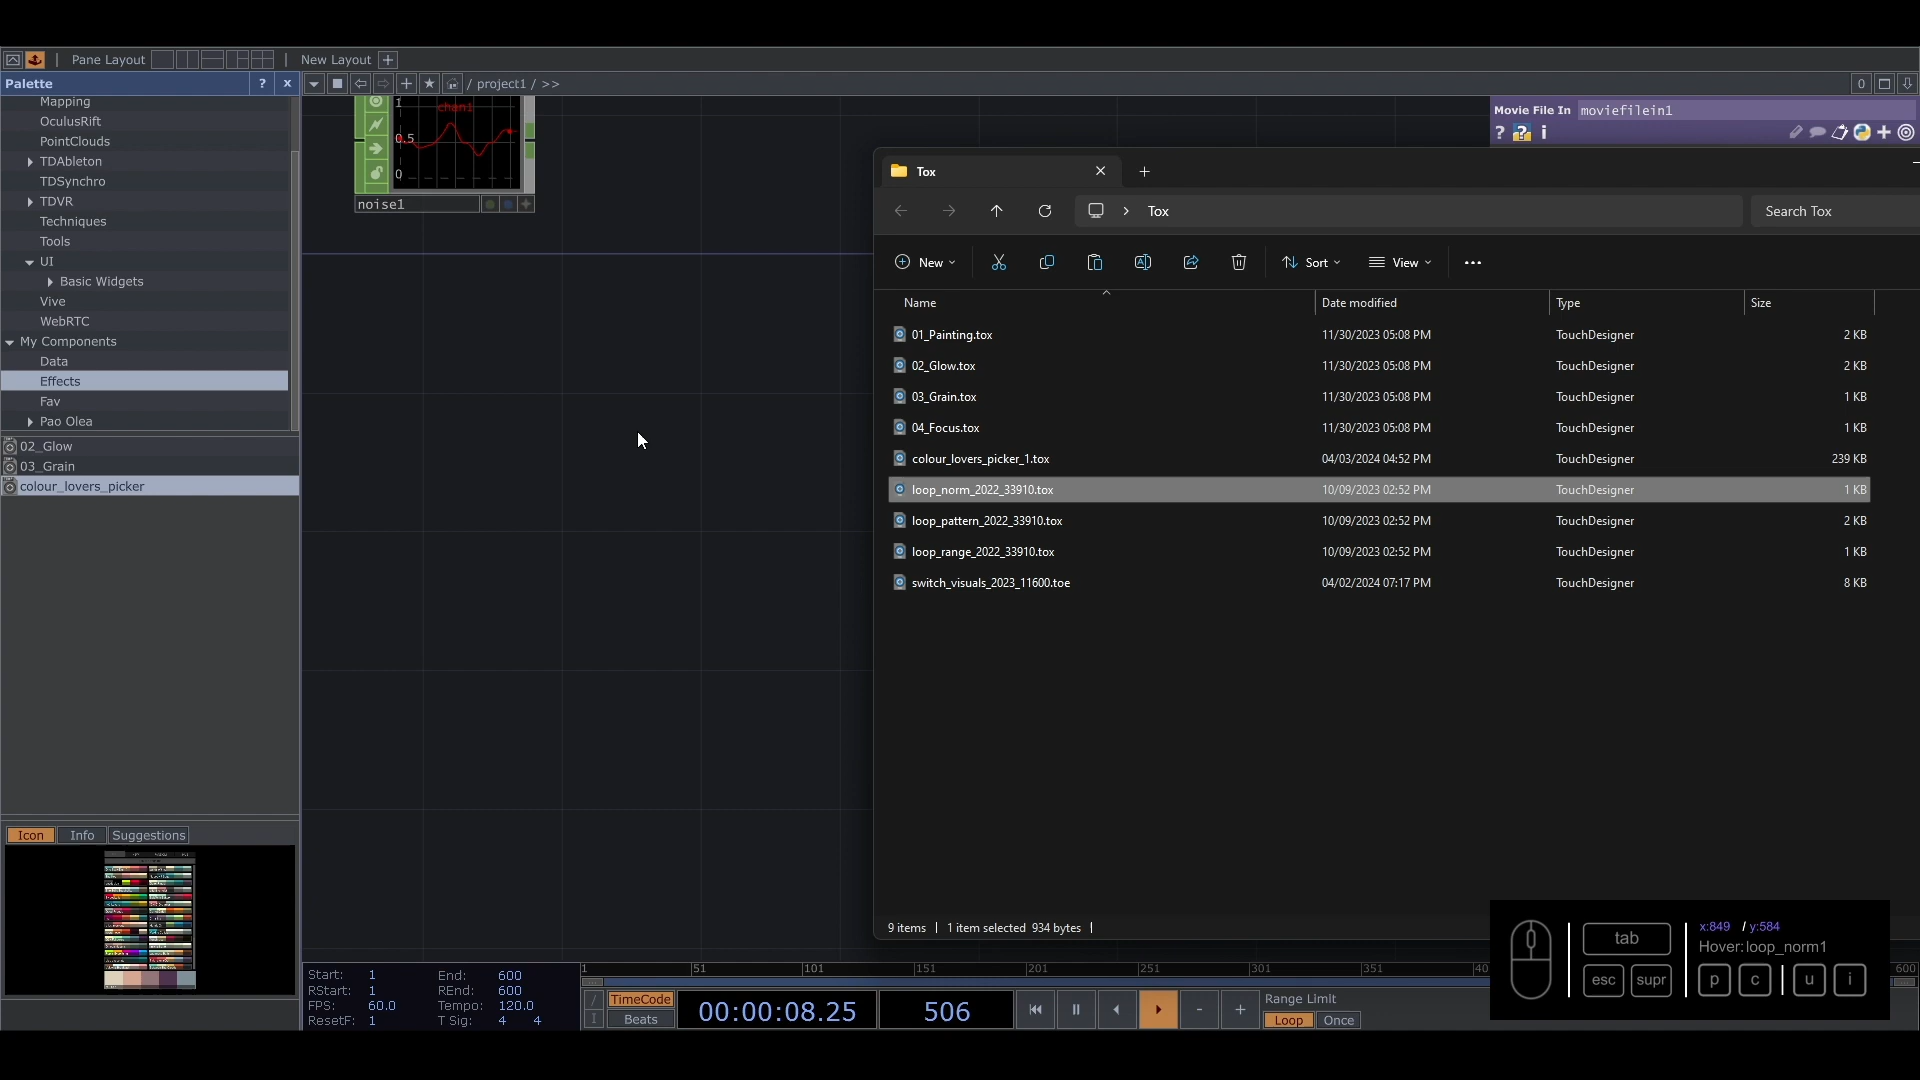 Pane Layout
New Layout
Palette ? x
/ project1 / >>
0
Mapping
OculusRift
PointClouds
TDAbleton
TDSynchro
TDVR
Techniques
Tools
UI
Basic Widgets
Vive
WebRTC
My Components
Data
Effects
Fav
Pao Olea
02_Glow
03_Grain
colour_lovers_picker
Icon Info Suggestions
1
chan1
0.5
0
noise1
Movie File In moviefilein1
? ? i
Tox
Tox
Search Tox
New Sort View
Name Date modified Type Size
01_Painting.tox 11/30/2023 05:08 PM TouchDesigner 2 KB
02_Glow.tox 11/30/2023 05:08 PM TouchDesigner 2 KB
03_Grain.tox 11/30/2023 05:08 PM TouchDesigner 1 KB
04_Focus.tox 11/30/2023 05:08 PM TouchDesigner 1 KB
colour_lovers_picker_1.tox 04/03/2024 04:52 PM TouchDesigner 239 KB
loop_norm_2022_33910.tox 10/09/2023 02:52 PM TouchDesigner 1 KB
loop_pattern_2022_33910.tox 10/09/2023 02:52 PM TouchDesigner 2 KB
loop_range_2022_33910.tox 10/09/2023 02:52 PM TouchDesigner 1 KB
switch_visuals_2023_11600.toe 04/02/2024 07:17 PM TouchDesigner 8 KB
9 items 1 item selected 934 bytes
Start: 1 End: 600
RStart: 1 REnd: 600
FPS: 60.0 Tempo: 120.0
ResetF: 1 T Sig: 4 4
1 51 101 151 201 251 301 351 40 600
/ TimeCode
I Beats
00:00:08.25 506
- +
Range Limit
Loop Once
tab
esc supr
x:849 / y:584
Hover:loop_norm1
p c u i